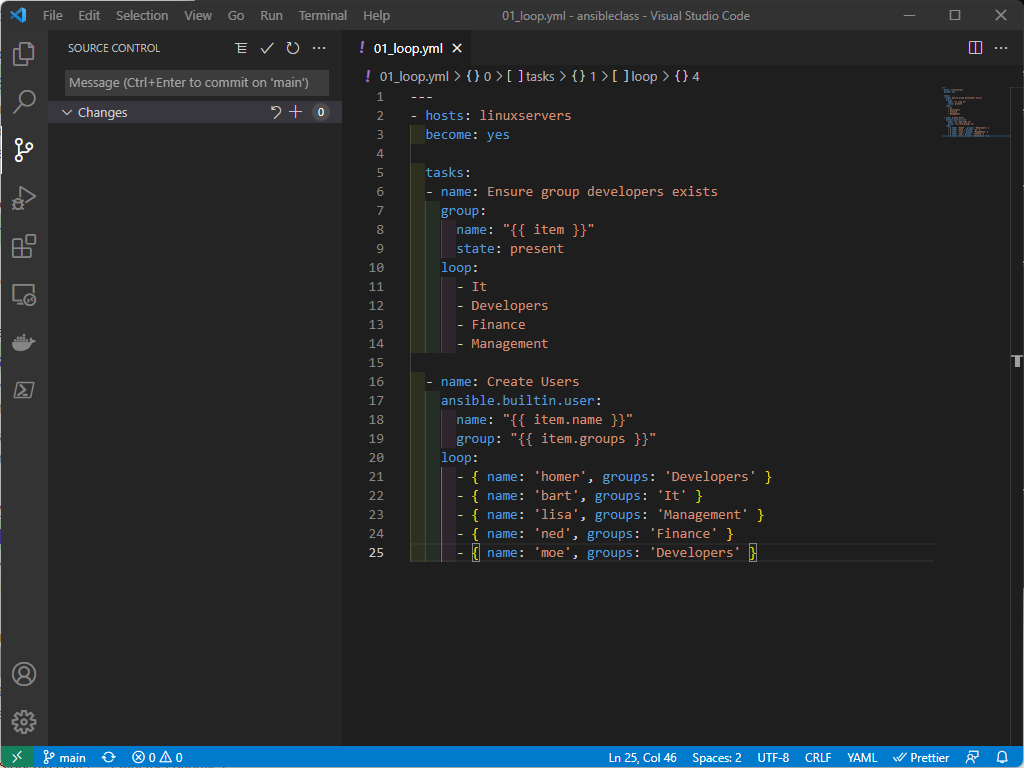 File Edit Selection View Go Run Terminal Help 01_loop.yml - ansibleclass - Visual Studio Code
SOURCE CONTROL
Message (Ctrl+Enter to commit on 'main')
Changes 0
! 01_loop.yml
! 01_loop.yml > {} 0 > [ ] tasks > {} 1 > [ ] loop > {} 4
1 ---
2 - hosts: linuxservers
3 become: yes
4
5 tasks:
6 - name: Ensure group developers exists
7 group:
8 name: "{{ item }}"
9 state: present
10 loop:
11 - It
12 - Developers
13 - Finance
14 - Management
15
16 - name: Create Users
17 ansible.builtin.user:
18 name: "{{ item.name }}"
19 group: "{{ item.groups }}"
20 loop:
21 - { name: 'homer', groups: 'Developers' }
22 - { name: 'bart', groups: 'It' }
23 - { name: 'lisa', groups: 'Management' }
24 - { name: 'ned', groups: 'Finance' }
25 - { name: 'moe', groups: 'Developers' }
main 0 0 Ln 25, Col 46 Spaces: 2 UTF-8 CRLF YAML Prettier